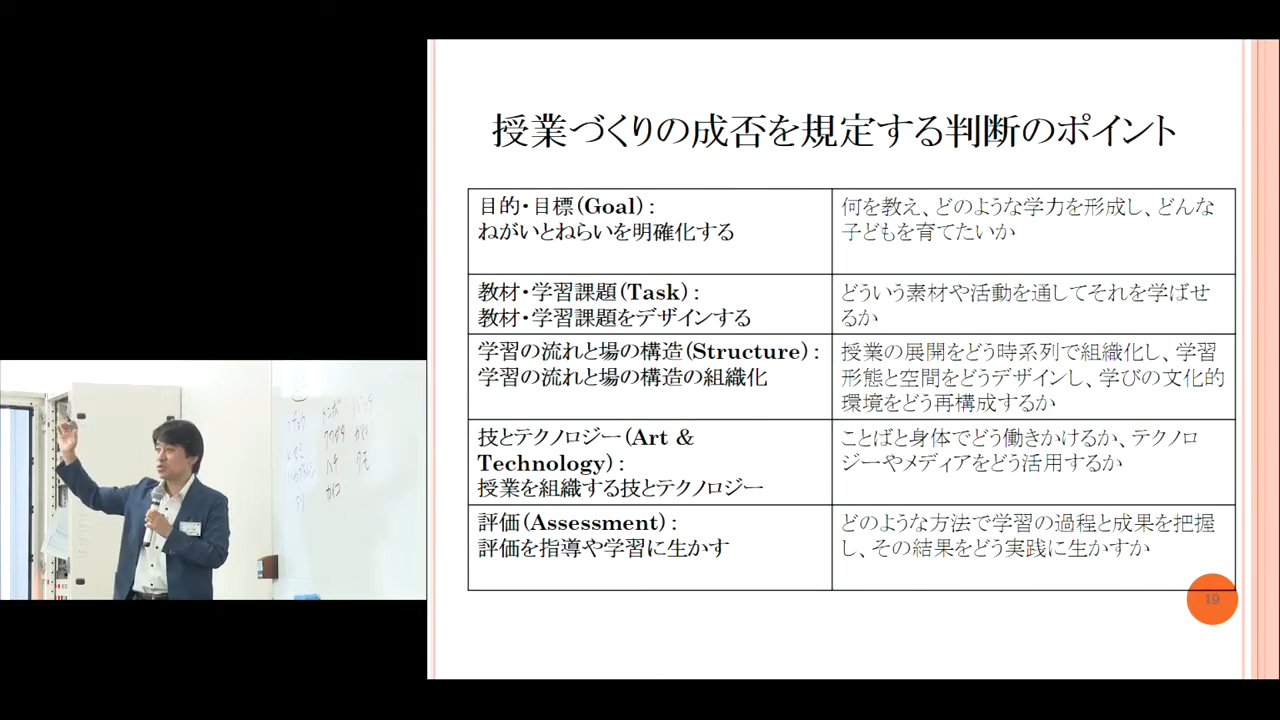 授業づくりの成否を規定する判断のポイント
目的・目標(Goal):
ねがいとねらいを明確化する
何を教え、どのような学力を形成し、どんな
子どもを育てたいか
教材・学習課題(Task):
教材・学習課題をデザインする
どういう素材や活動を通してそれを学ばせ
るか
学習の流れと場の構造(Structure):
学習の流れと場の構造の組織化
授業の展開をどう時系列で組織化し、学習
形態と空間をどうデザインし、学びの文化的
環境をどう再構成するか
技とテクノロジー(Art &
Technology):
授業を組織する技とテクノロジー
ことばと身体でどう働きかけるか、テクノロ
ジーやメディアをどう活用するか
評価(Assessment):
評価を指導や学習に生かす
どのような方法で学習の過程と成果を把握
し、その結果をどう実践に生かすか
19
トンボ
ハチ
クモ